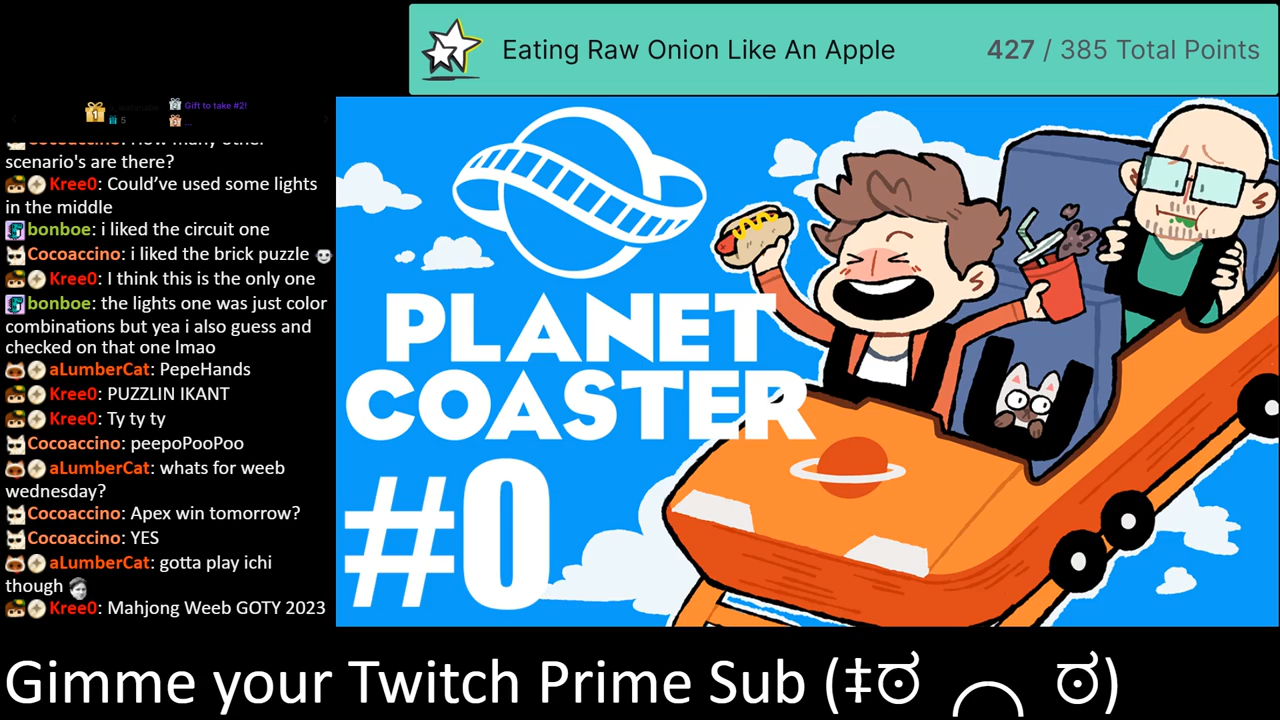 Eating Raw Onion Like An Apple 427 / 385 Total Points
1 5
2 Gift to take #2!
scenario's are there?
Kree0: Could've used some lights
in the middle
bonboe: i liked the circuit one
Cocoaccino: i liked the brick puzzle
Kree0: I think this is the only one
bonboe: the lights one was just color
combinations but yea i also guess and
checked on that one lmao
aLumberCat: PepeHands
Kree0: PUZZLIN IKANT
Kree0: Ty ty ty
Cocoaccino: peepoPooPoo
aLumberCat: whats for weeb
wednesday?
Cocoaccino: Apex win tomorrow?
Cocoaccino: YES
aLumberCat: gotta play ichi
though
Kree0: Mahjong Weeb GOTY 2023
PLANET
COASTER
#0
Gimme your Twitch Prime Sub (‡ಠ ╭╮ ಠ)